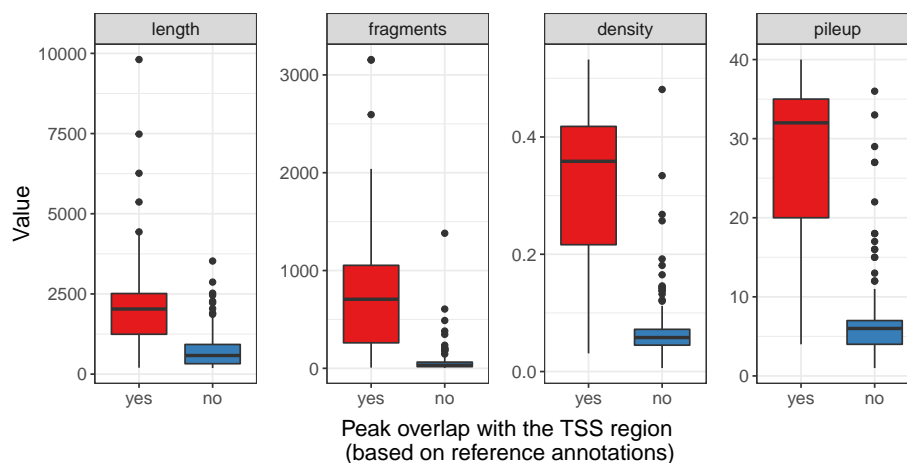 length
fragments
density
pileup
Value
10000
7500
5000
2500
0
3000
2000
1000
0
0.4
0.2
0.0
40
30
20
10
0
yes
no
yes
no
yes
no
yes
no
Peak overlap with the TSS region
(based on reference annotations)